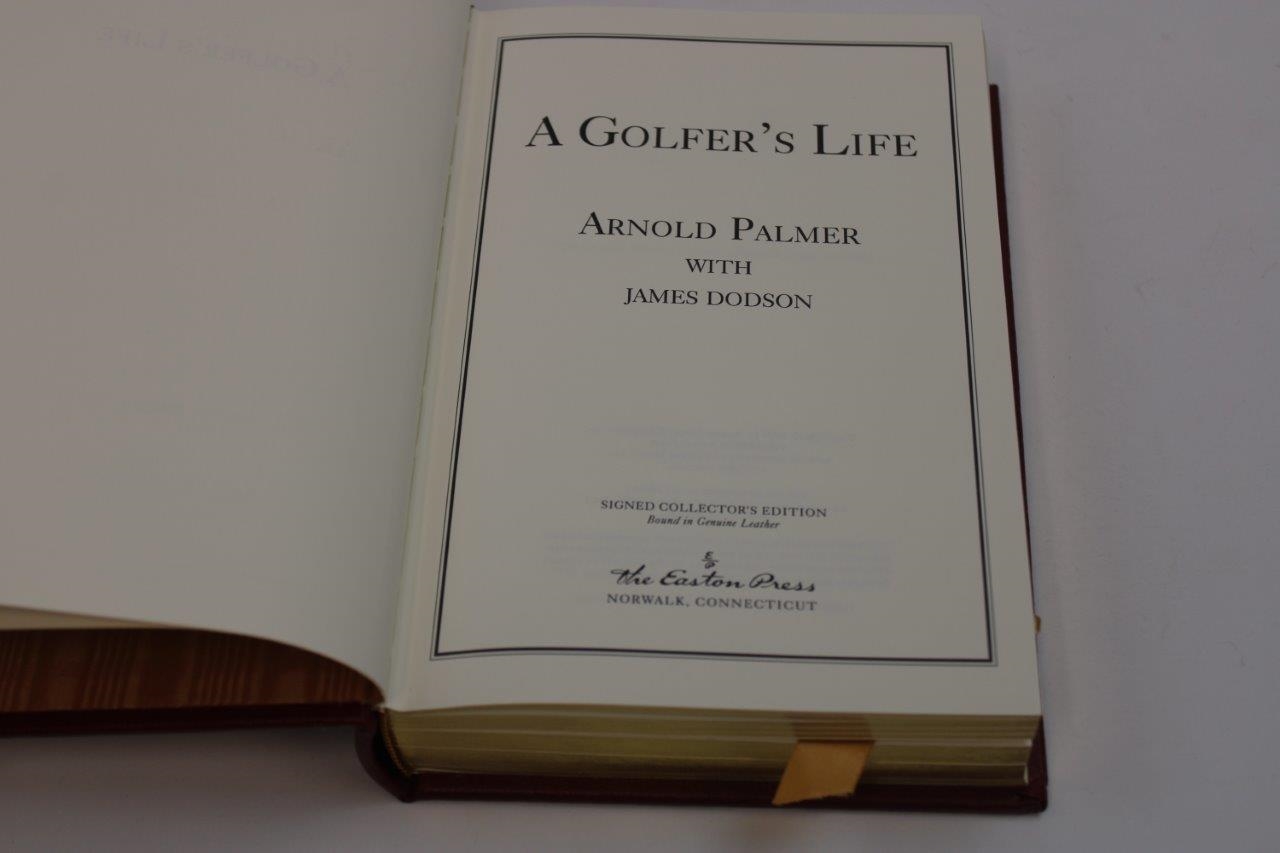 A GOLFER'S LIFE
ARNOLD PALMER
WITH
JAMES DODSON
SIGNED COLLECTOR'S EDITION
Bound in Genuine Leather
E/P
the Easton Press
NORWALK, CONNECTICUT